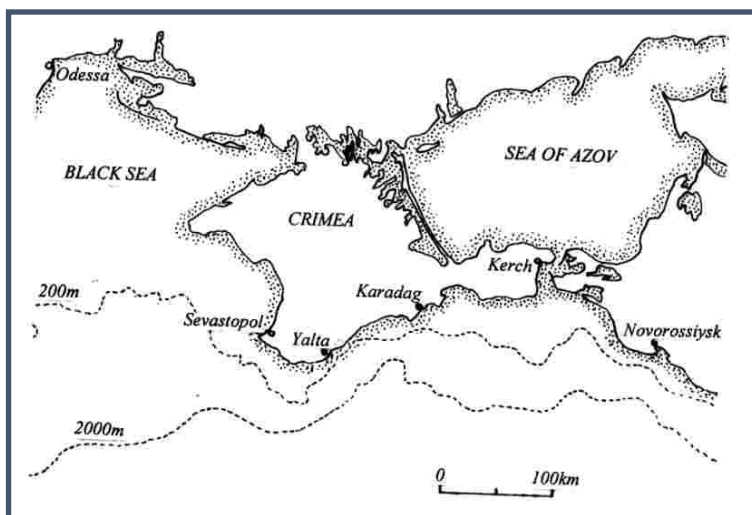 Odessa
BLACK SEA
SEA OF AZOV
CRIMEA
Kerch
200m
Karadag
Sevastopol
Yalta
Novorossiysk
2000m
0 100km